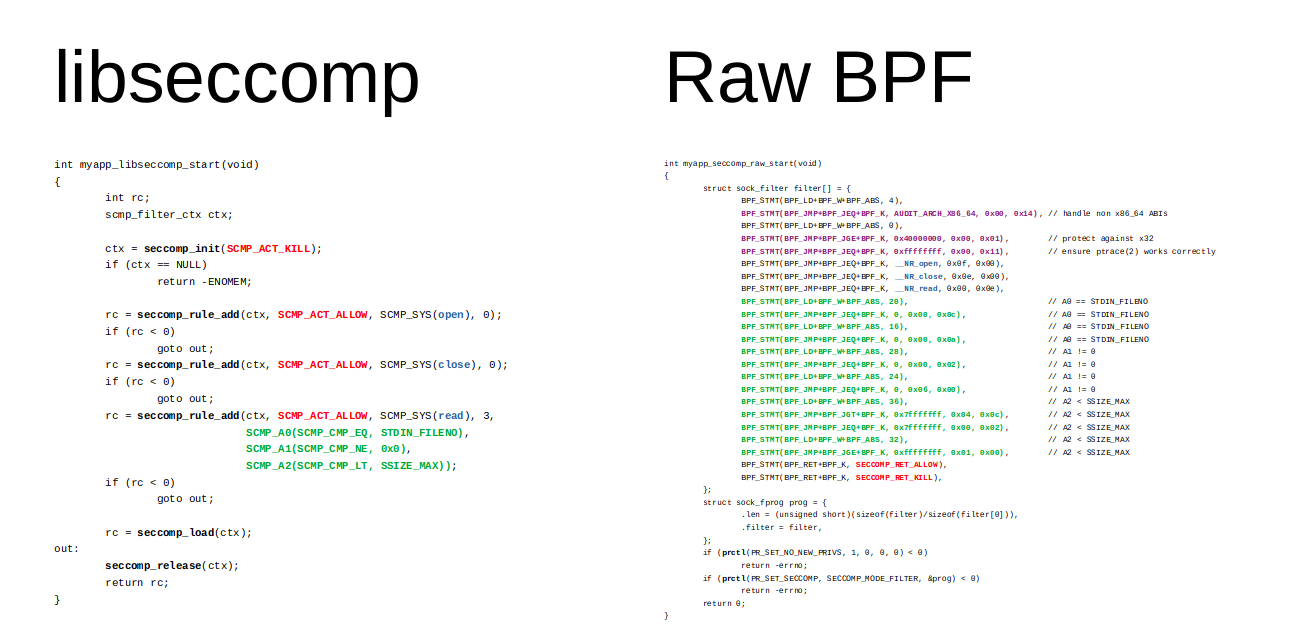 libseccomp
int myapp_libseccomp_start(void)
{
int rc;
scmp_filter_ctx ctx;
ctx = seccomp_init(SCMP_ACT_KILL);
if (ctx == NULL)
return -ENOMEM;
rc = seccomp_rule_add(ctx, SCMP_ACT_ALLOW, SCMP_SYS(open), 0);
if (rc < 0)
goto out;
rc = seccomp_rule_add(ctx, SCMP_ACT_ALLOW, SCMP_SYS(close), 0);
if (rc < 0)
goto out;
rc = seccomp_rule_add(ctx, SCMP_ACT_ALLOW, SCMP_SYS(read), 3,
SCMP_A0(SCMP_CMP_EQ, STDIN_FILENO),
SCMP_A1(SCMP_CMP_NE, 0x0),
SCMP_A2(SCMP_CMP_LT, SSIZE_MAX));
if (rc < 0)
goto out;
rc = seccomp_load(ctx);
out:
seccomp_release(ctx);
return rc;
}
Raw BPF
int myapp_seccomp_raw_start(void)
{
struct sock_filter filter[] = {
BPF_STMT(BPF_LD+BPF_W+BPF_ABS, 4),
BPF_STMT(BPF_JMP+BPF_JEQ+BPF_K, AUDIT_ARCH_X86_64, 0x00, 0x14), // handle non x86_64 ABIs
BPF_STMT(BPF_LD+BPF_W+BPF_ABS, 0),
BPF_STMT(BPF_JMP+BPF_JGE+BPF_K, 0x40000000, 0x00, 0x01), // protect against x32
BPF_STMT(BPF_JMP+BPF_JEQ+BPF_K, 0xffffffff, 0x00, 0x11), // ensure ptrace(2) works correctly
BPF_STMT(BPF_JMP+BPF_JEQ+BPF_K, __NR_open, 0x0f, 0x00),
BPF_STMT(BPF_JMP+BPF_JEQ+BPF_K, __NR_close, 0x0e, 0x00),
BPF_STMT(BPF_JMP+BPF_JEQ+BPF_K, __NR_read, 0x00, 0x0e),
BPF_STMT(BPF_LD+BPF_W+BPF_ABS, 20), // A0 == STDIN_FILENO
BPF_STMT(BPF_JMP+BPF_JEQ+BPF_K, 0, 0x00, 0x0c), // A0 == STDIN_FILENO
BPF_STMT(BPF_LD+BPF_W+BPF_ABS, 16), // A0 == STDIN_FILENO
BPF_STMT(BPF_JMP+BPF_JEQ+BPF_K, 0, 0x00, 0x0a), // A0 == STDIN_FILENO
BPF_STMT(BPF_LD+BPF_W+BPF_ABS, 28), // A1 != 0
BPF_STMT(BPF_JMP+BPF_JEQ+BPF_K, 0, 0x00, 0x02), // A1 != 0
BPF_STMT(BPF_LD+BPF_W+BPF_ABS, 24), // A1 != 0
BPF_STMT(BPF_JMP+BPF_JEQ+BPF_K, 0, 0x06, 0x00), // A1 != 0
BPF_STMT(BPF_LD+BPF_W+BPF_ABS, 36), // A2 < SSIZE_MAX
BPF_STMT(BPF_JMP+BPF_JGT+BPF_K, 0x7fffffff, 0x04, 0x0c), // A2 < SSIZE_MAX
BPF_STMT(BPF_JMP+BPF_JEQ+BPF_K, 0x7fffffff, 0x00, 0x02), // A2 < SSIZE_MAX
BPF_STMT(BPF_LD+BPF_W+BPF_ABS, 32), // A2 < SSIZE_MAX
BPF_STMT(BPF_JMP+BPF_JGE+BPF_K, 0xffffffff, 0x01, 0x00), // A2 < SSIZE_MAX
BPF_STMT(BPF_RET+BPF_K, SECCOMP_RET_ALLOW),
BPF_STMT(BPF_RET+BPF_K, SECCOMP_RET_KILL),
};
struct sock_fprog prog = {
.len = (unsigned short)(sizeof(filter)/sizeof(filter[0])),
.filter = filter,
};
if (prctl(PR_SET_NO_NEW_PRIVS, 1, 0, 0, 0) < 0)
return -errno;
if (prctl(PR_SET_SECCOMP, SECCOMP_MODE_FILTER, &prog) < 0)
return -errno;
return 0;
}